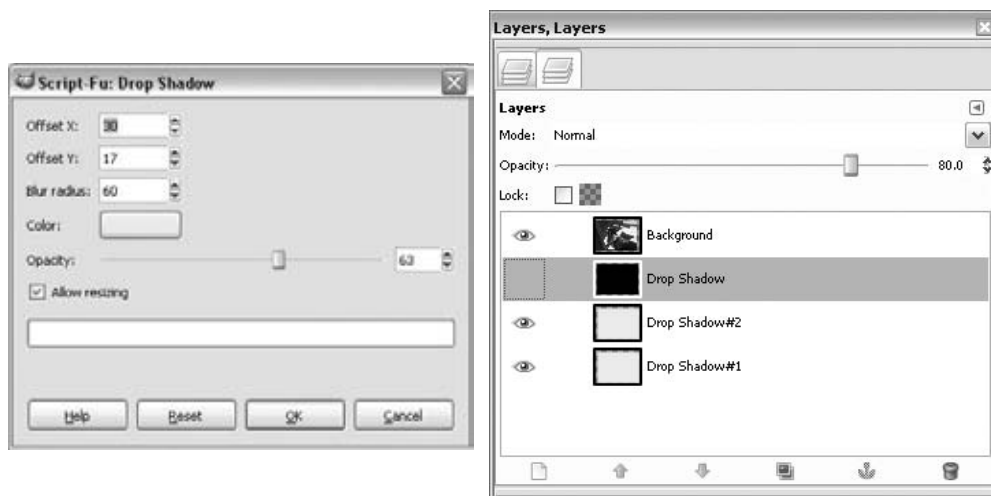 Script-Fu: Drop Shadow
Offset X:
Offset Y: 17
Blur radius: 60
Color:
Opacity: 63
Allow resizing
Help Reset OK Cancel
Layers, Layers
Layers
Mode: Normal
Opacity: 80.0
Lock:
Background
Drop Shadow
Drop Shadow#2
Drop Shadow#1